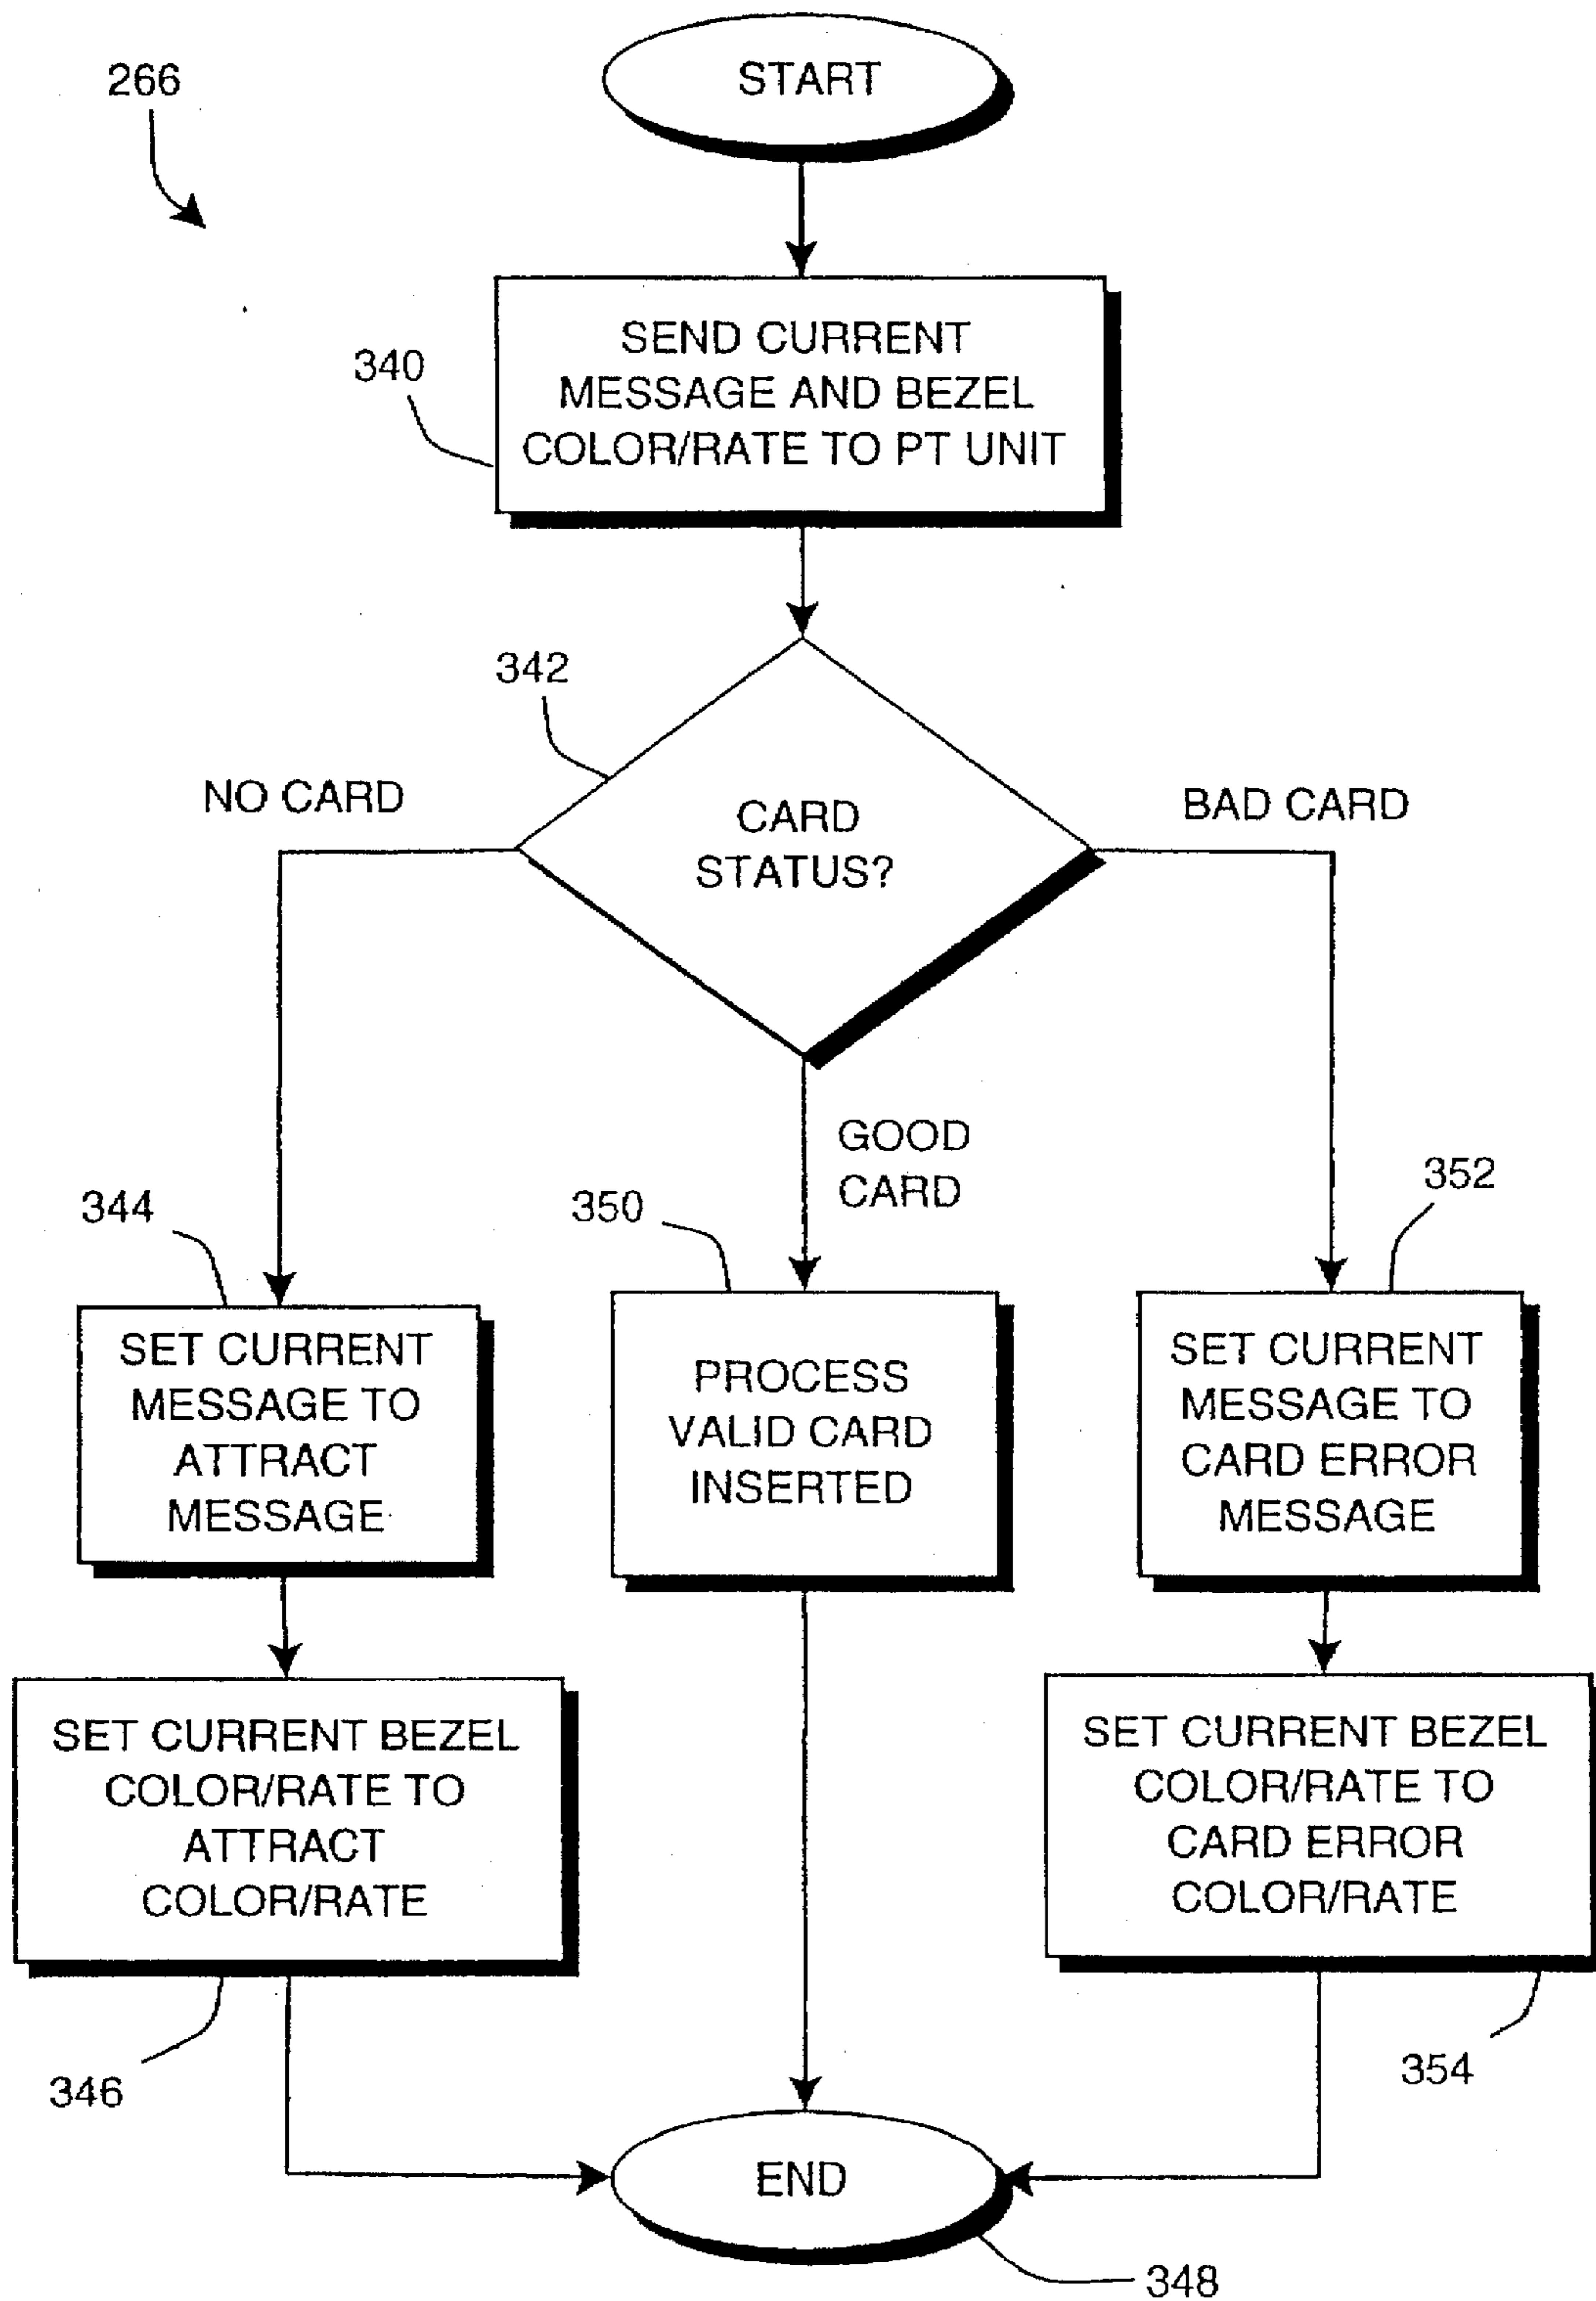 START
266
SEND CURRENT
MESSAGE AND BEZEL
COLOR/RATE TO PT UNIT
340
342
NO CARD
CARD
STATUS?
BAD CARD
GOOD
CARD
344
350
352
SET CURRENT
MESSAGE TO
ATTRACT
MESSAGE
PROCESS
VALID CARD
INSERTED
SET CURRENT
MESSAGE TO
CARD ERROR
MESSAGE
SET CURRENT BEZEL
COLOR/RATE TO
ATTRACT
COLOR/RATE
SET CURRENT BEZEL
COLOR/RATE TO
CARD ERROR
COLOR/RATE
346
354
END
348